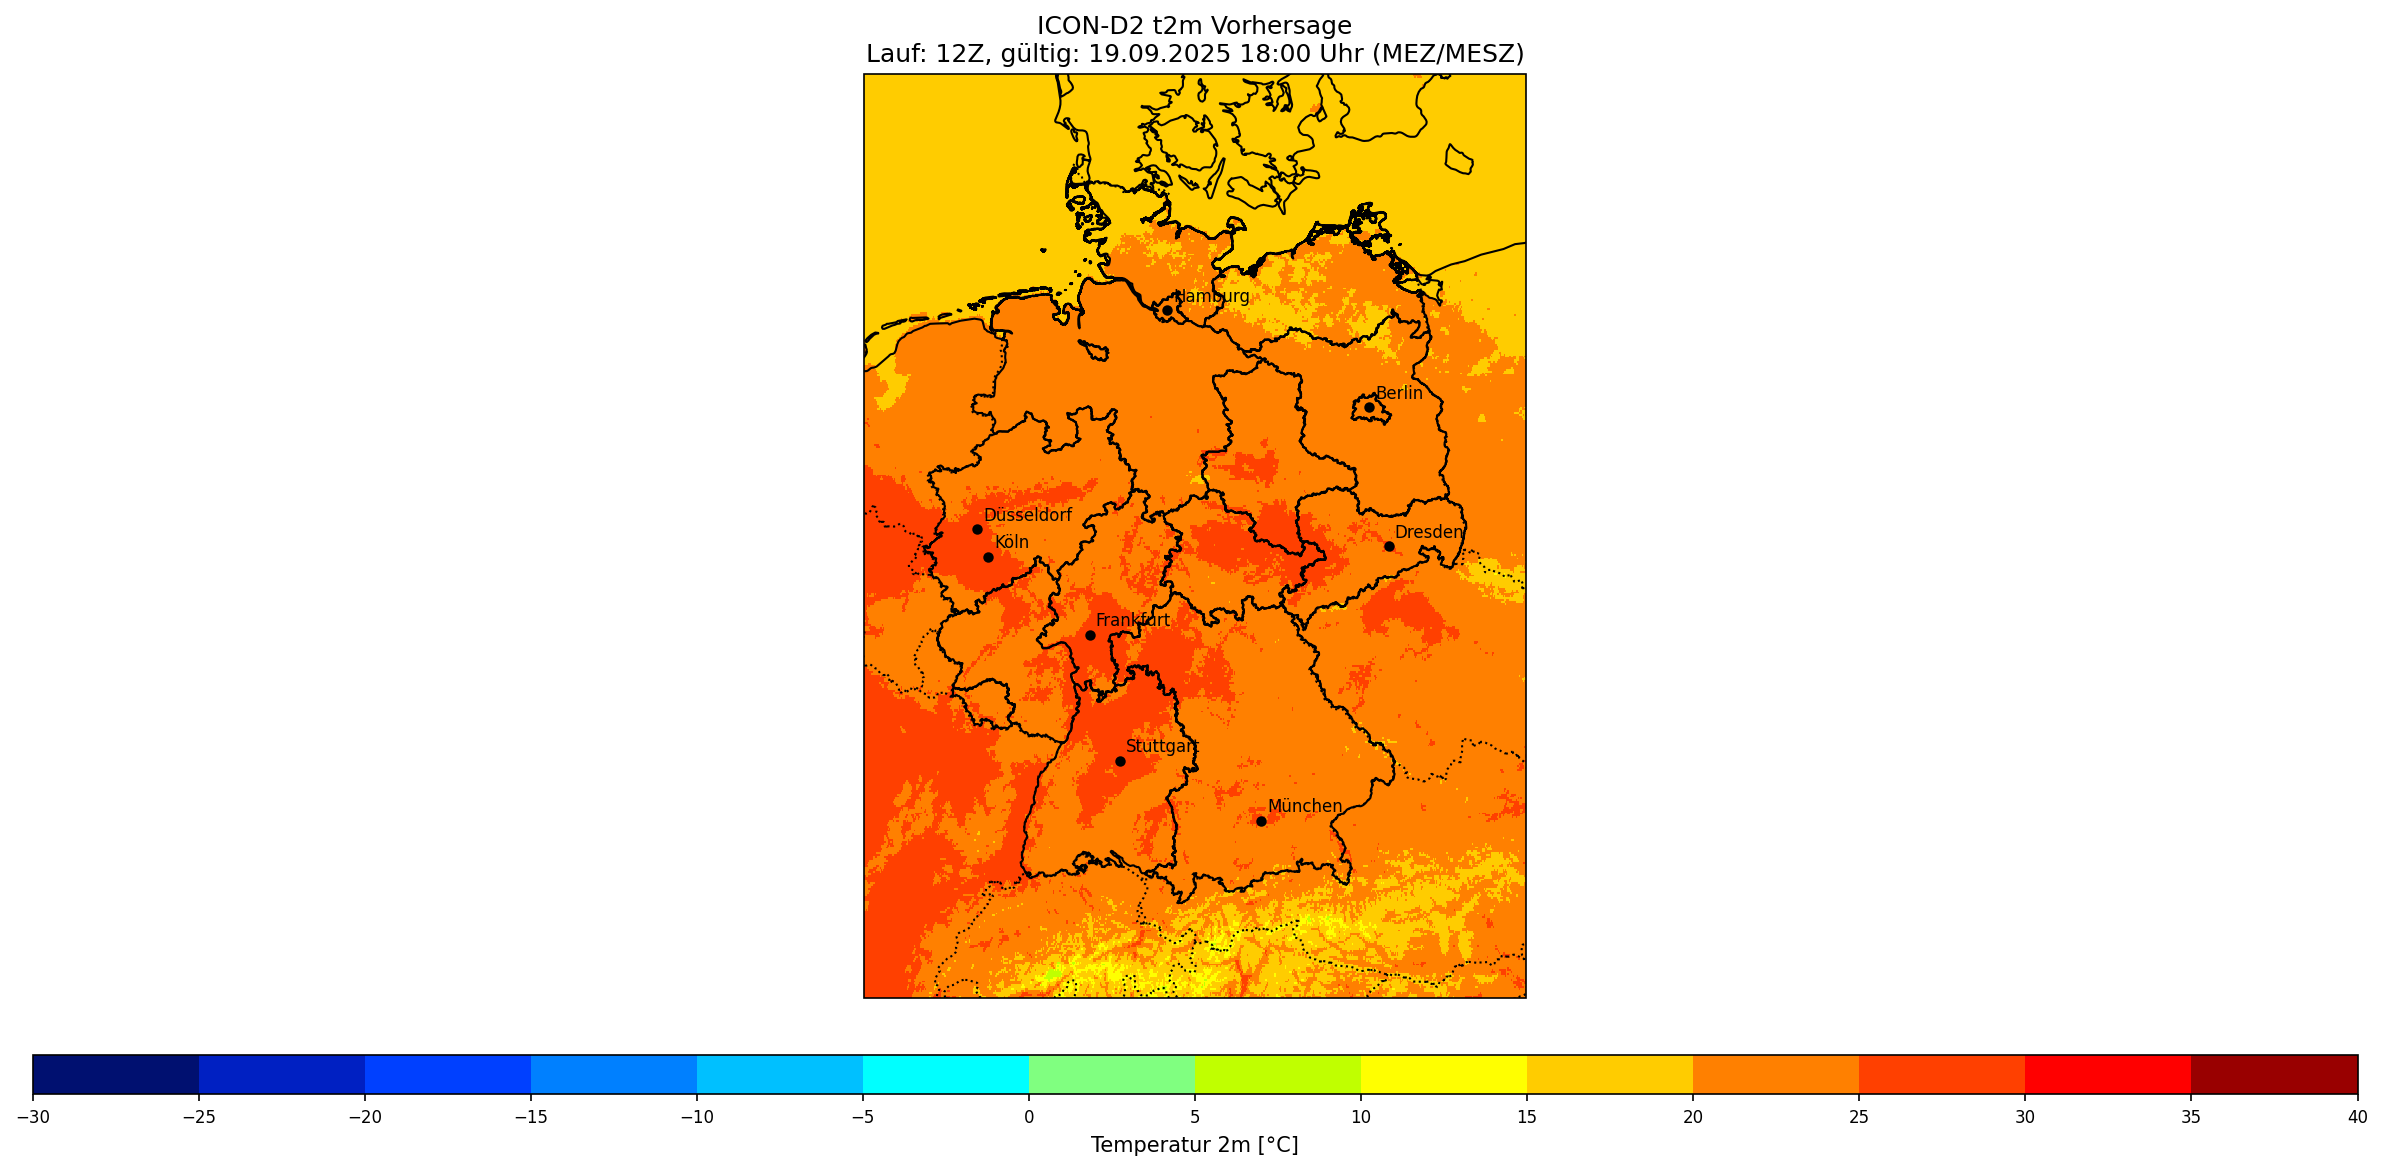 ICON-D2 t2m Vorhersage
Lauf: 12Z, gültig: 19.09.2025 18:00 Uhr (MEZ/MESZ)
Hamburg
Berlin
Düsseldorf
Dresden
Köln
Frankfurt
Stuttgart
München
−30 −25 −20 −15 −10 −5 0 5 10 15 20 25 30 35 40
Temperatur 2m [°C]